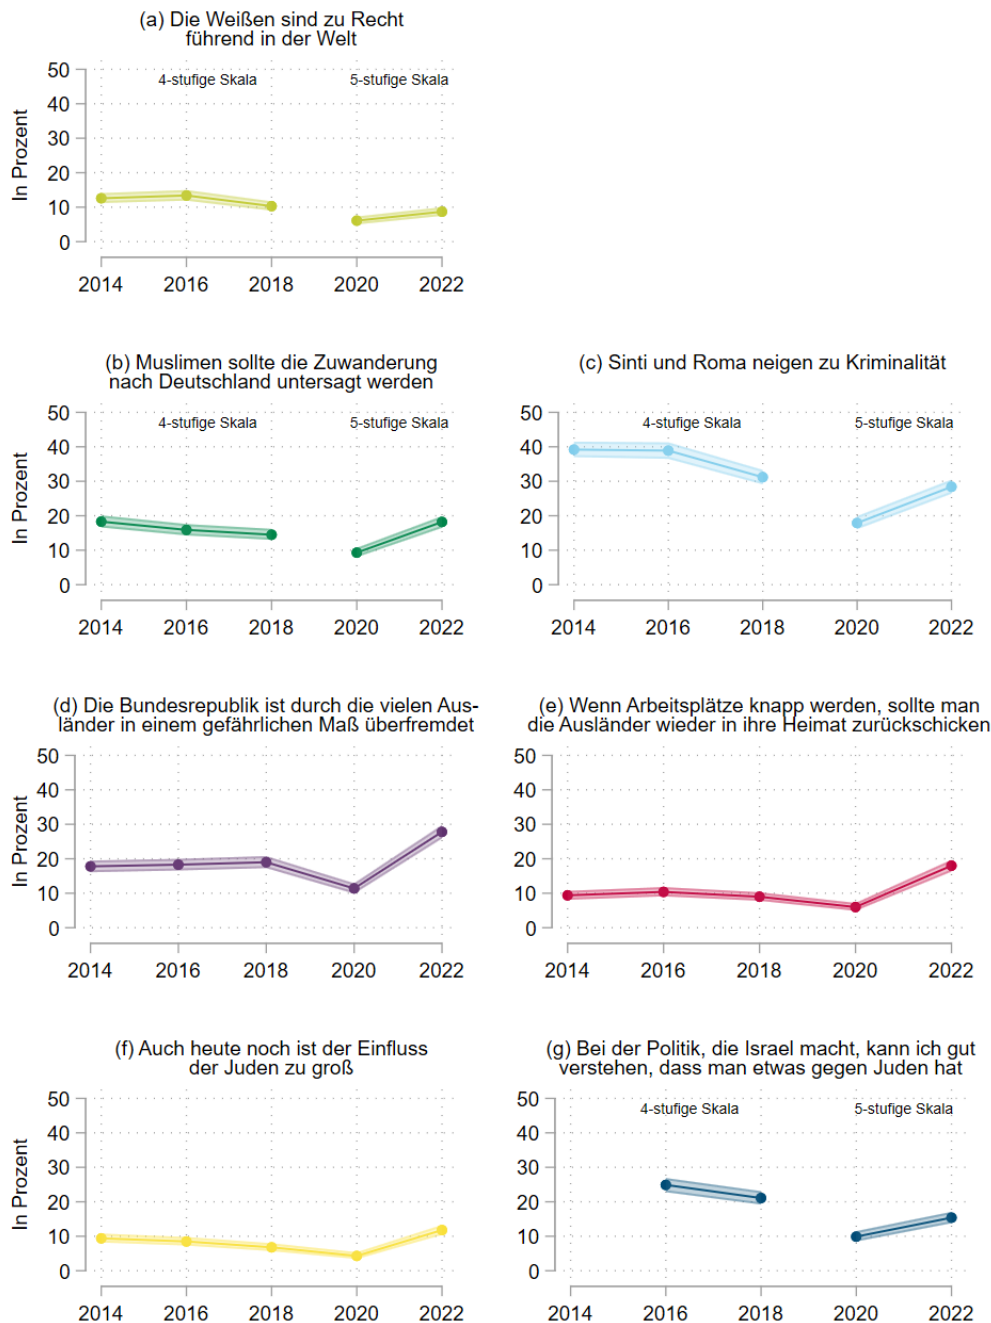 (a) Die Weißen sind zu Recht
führend in der Welt
4-stufige Skala 5-stufige Skala
In Prozent
50
40
30
20
10
0
2014 2016 2018 2020 2022
(b) Muslimen sollte die Zuwanderung
nach Deutschland untersagt werden
4-stufige Skala 5-stufige Skala
In Prozent
50
40
30
20
10
0
2014 2016 2018 2020 2022
(c) Sinti und Roma neigen zu Kriminalität
4-stufige Skala 5-stufige Skala
50
40
30
20
10
0
2014 2016 2018 2020 2022
(d) Die Bundesrepublik ist durch die vielen Aus-
länder in einem gefährlichen Maß überfremdet
In Prozent
50
40
30
20
10
0
2014 2016 2018 2020 2022
(e) Wenn Arbeitsplätze knapp werden, sollte man
die Ausländer wieder in ihre Heimat zurückschicken
50
40
30
20
10
0
2014 2016 2018 2020 2022
(f) Auch heute noch ist der Einfluss
der Juden zu groß
In Prozent
50
40
30
20
10
0
2014 2016 2018 2020 2022
(g) Bei der Politik, die Israel macht, kann ich gut
verstehen, dass man etwas gegen Juden hat
4-stufige Skala 5-stufige Skala
50
40
30
20
10
0
2014 2016 2018 2020 2022